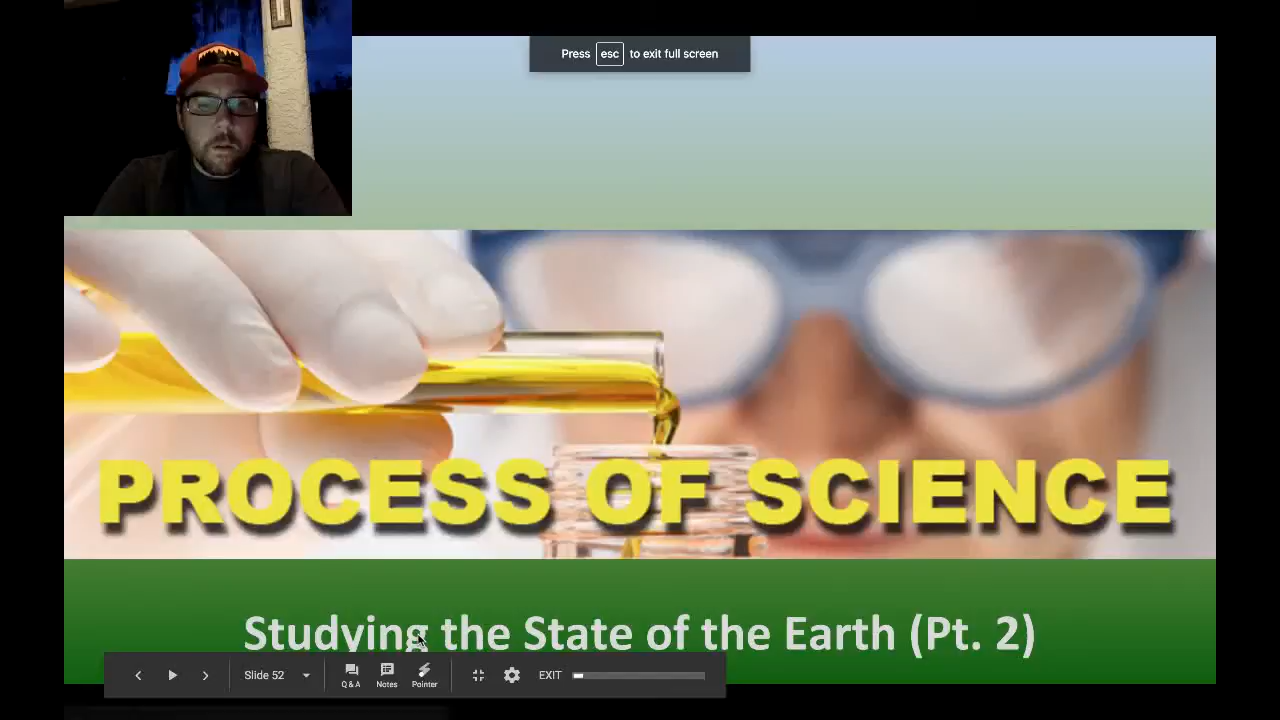 Press esc to exit full screen
PROCESS OF SCIENCE
Studying the State of the Earth (Pt. 2)
Slide 52
EXIT
Q & A
Notes
Pointer